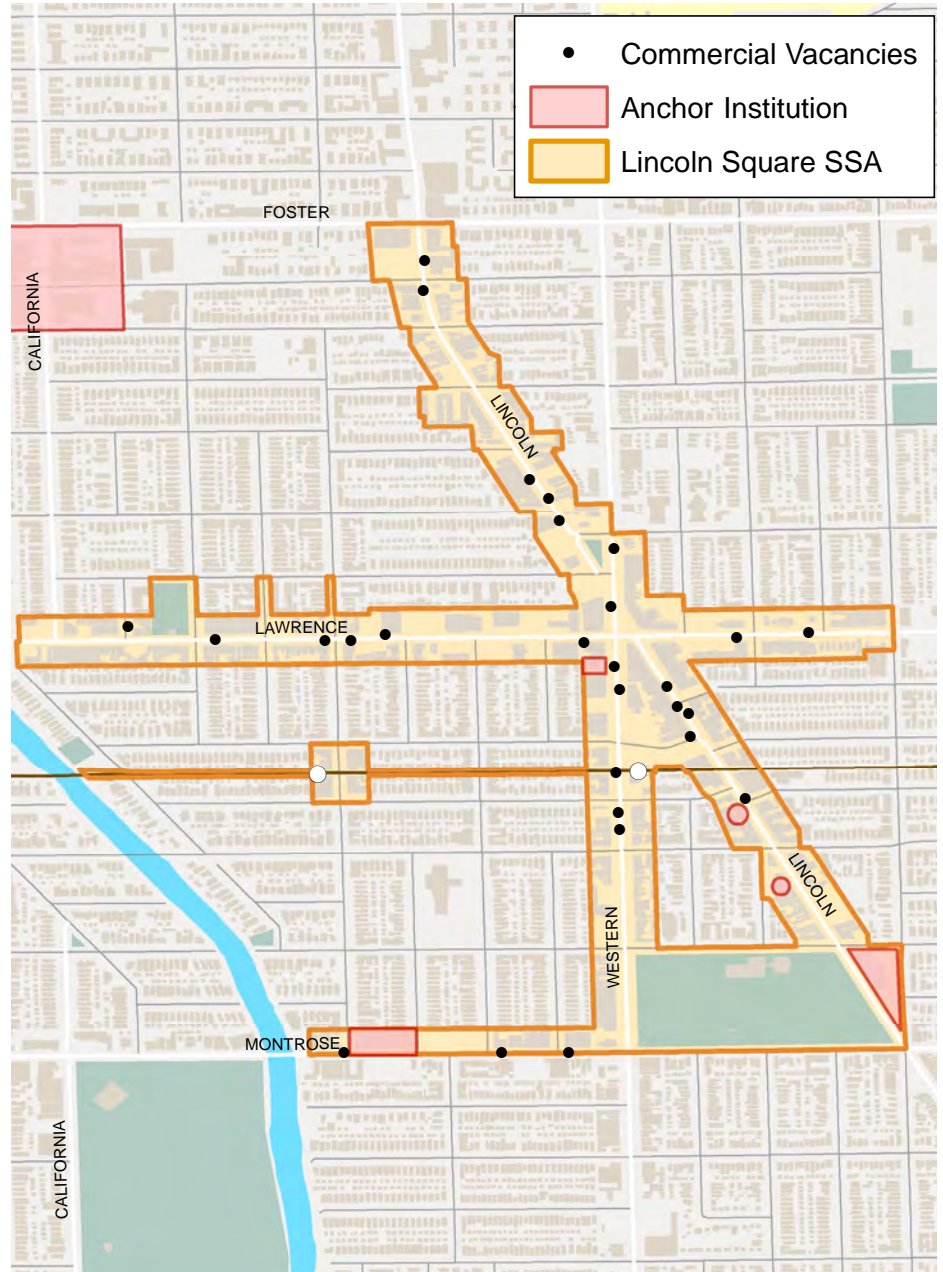 Commercial Vacancies
Anchor Institution
Lincoln Square SSA
FOSTER
CALIFORNIA
LINCOLN
LAWRENCE
LINCOLN
WESTERN
MONTROSE
CALIFORNIA